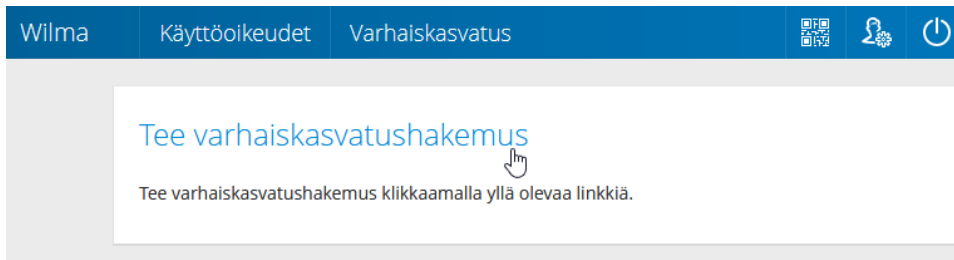 Wilma Käyttöoikeudet Varhaiskasvatus
Tee varhaiskasvatushakemus
Tee varhaiskasvatushakemus klikkaamalla yllä olevaa linkkiä.